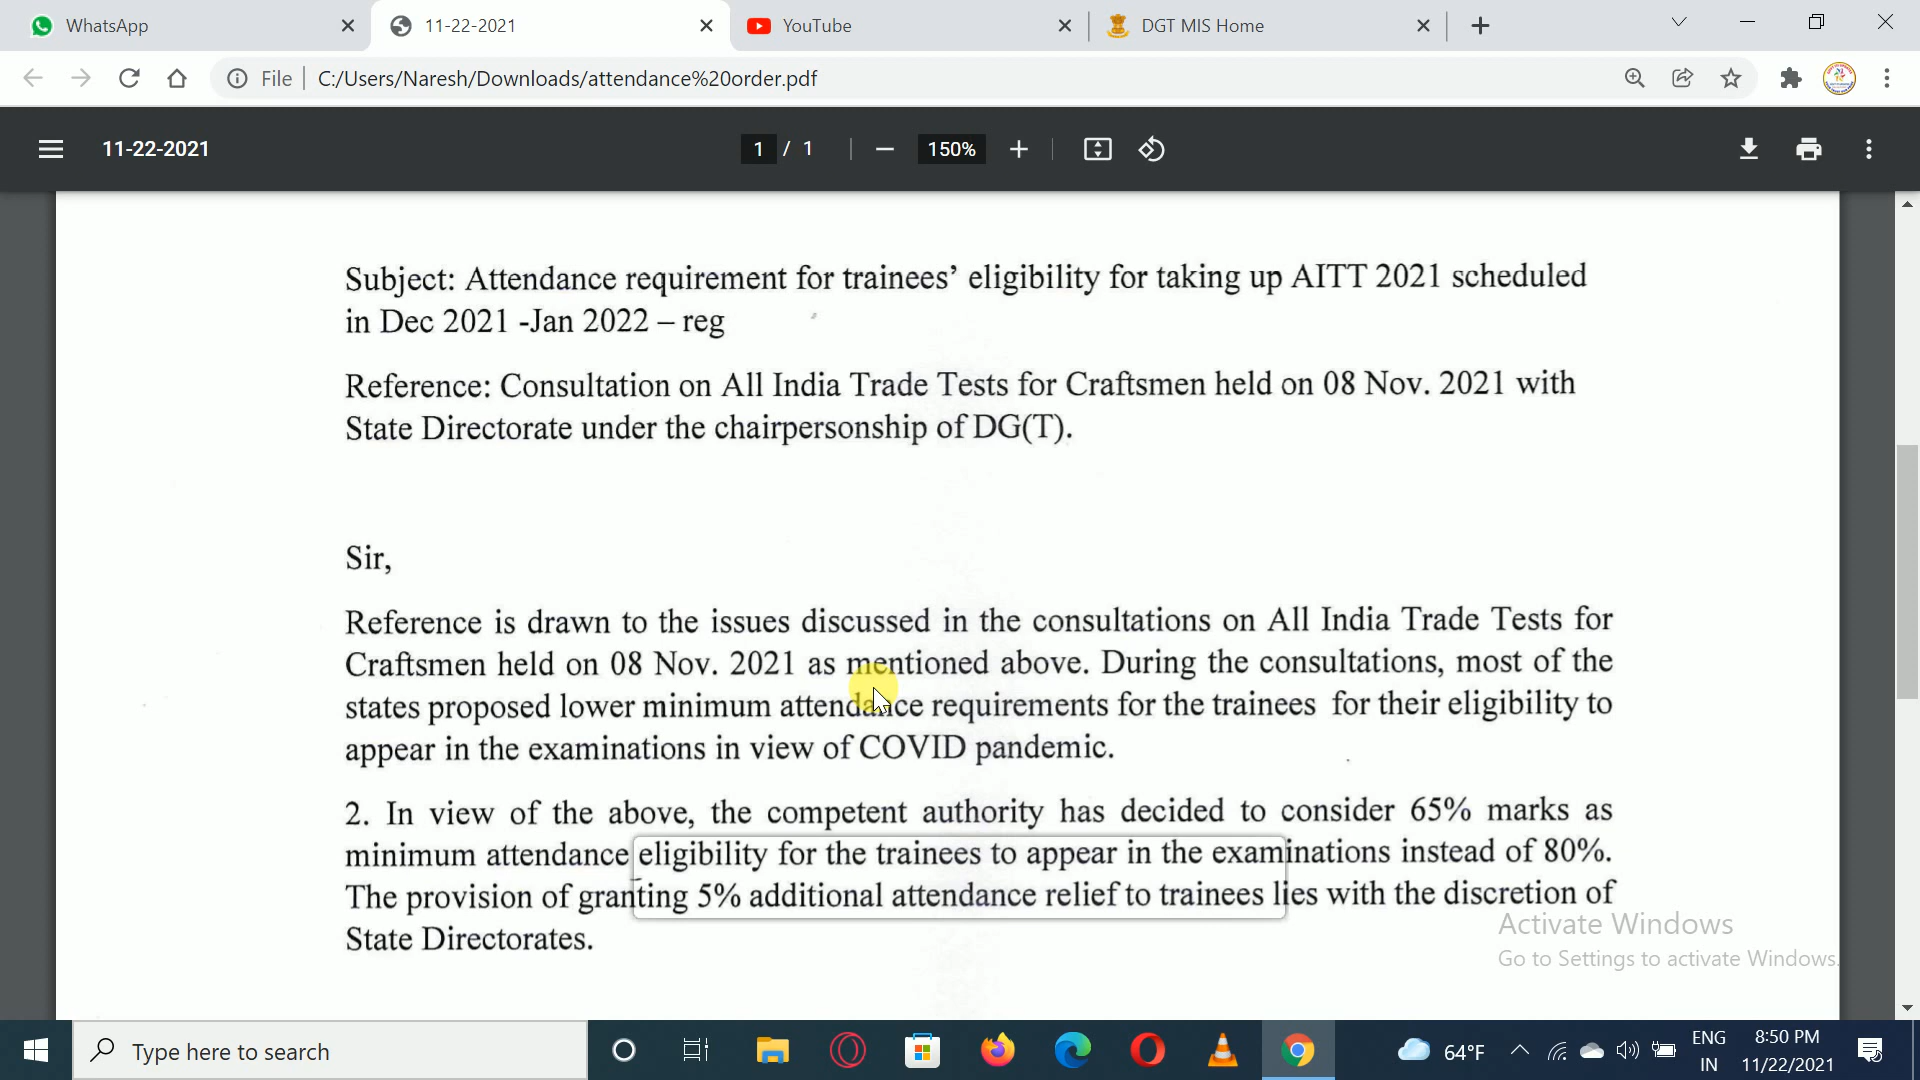 WhatsApp
11-22-2021
YouTube
DGT MIS Home
File
C:/Users/Naresh/Downloads/attendance%20order.pdf
11-22-2021
1 / 1
150%
Subject: Attendance requirement for trainees’ eligibility for taking up AITT 2021 scheduled
in Dec 2021 -Jan 2022 – reg
Reference: Consultation on All India Trade Tests for Craftsmen held on 08 Nov. 2021 with
State Directorate under the chairpersonship of DG(T).
Sir,
Reference is drawn to the issues discussed in the consultations on All India Trade Tests for
Craftsmen held on 08 Nov. 2021 as mentioned above. During the consultations, most of the
states proposed lower minimum attendance requirements for the trainees for their eligibility to
appear in the examinations in view of COVID pandemic.
2. In view of the above, the competent authority has decided to consider 65% marks as
minimum attendance eligibility for the trainees to appear in the examinations instead of 80%.
The provision of granting 5% additional attendance relief to trainees lies with the discretion of
State Directorates.
Activate Windows
Go to Settings to activate Windows.
Type here to search
64°F
ENG
IN
8:50 PM
11/22/2021